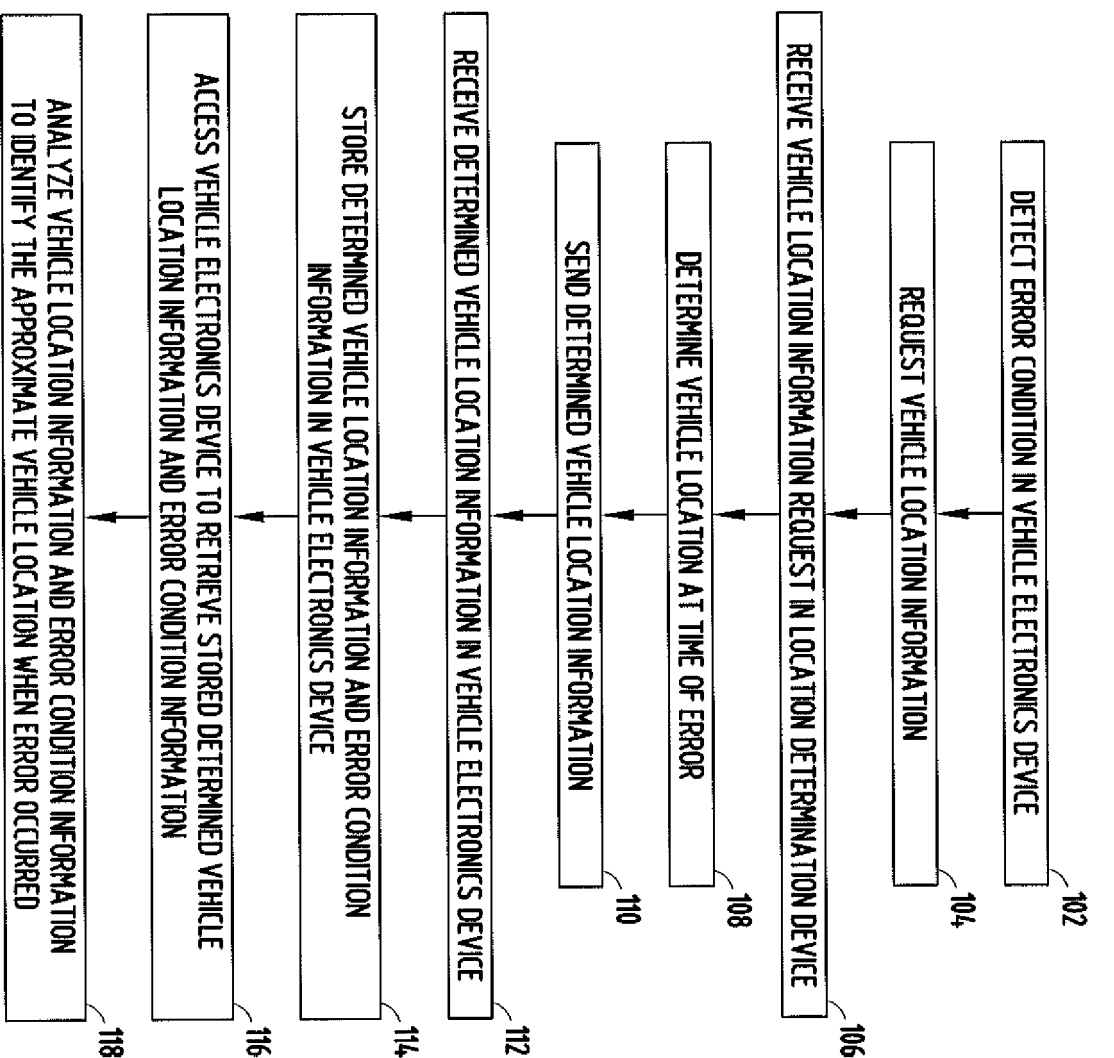 DETECT ERROR CONDITION IN VEHICLE ELECTRONICS DEVICE
102
REQUEST VEHICLE LOCATION INFORMATION
104
RECEIVE VEHICLE LOCATION INFORMATION REQUEST IN LOCATION DETERMINATION DEVICE
106
DETERMINE VEHICLE LOCATION AT TIME OF ERROR
108
SEND DETERMINED VEHICLE LOCATION INFORMATION
110
RECEIVE DETERMINED VEHICLE LOCATION INFORMATION IN VEHICLE ELECTRONICS DEVICE
112
STORE DETERMINED VEHICLE LOCATION INFORMATION AND ERROR CONDITION
INFORMATION IN VEHICLE ELECTRONICS DEVICE
114
ACCESS VEHICLE ELECTRONICS DEVICE TO RETRIEVE STORED DETERMINED VEHICLE
LOCATION INFORMATION AND ERROR CONDITION INFORMATION
116
ANALYZE VEHICLE LOCATION INFORMATION AND ERROR CONDITION INFORMATION
TO IDENTIFY THE APPROXIMATE VEHICLE LOCATION WHEN ERROR OCCURRED
118